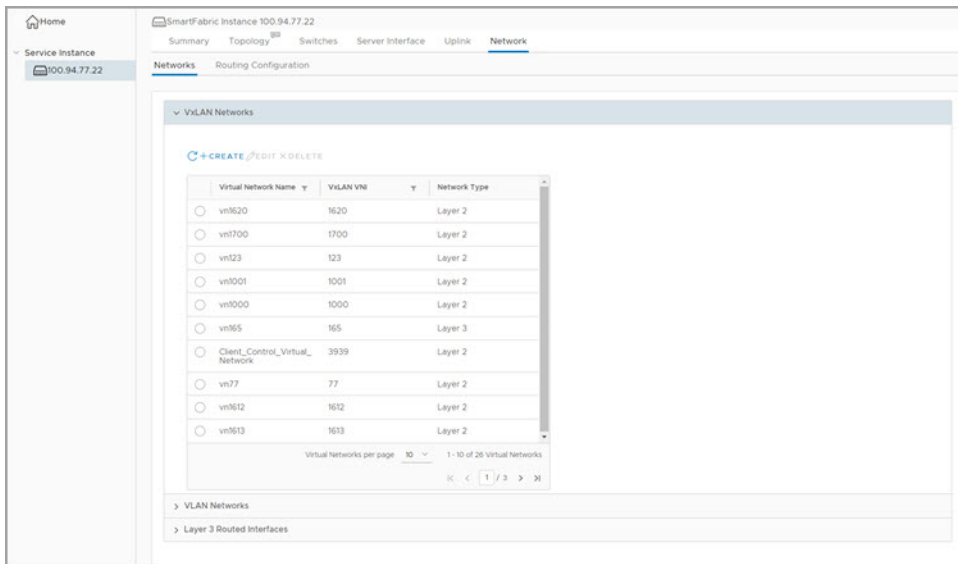 Home
Service Instance
100.94.77.22
SmartFabric Instance 100.94.77.22
Summary Topology Switches Server Interface Uplink Network
Networks Routing Configuration
VxLAN Networks
+CREATE EDIT ×DELETE
Virtual Network Name VxLAN VNI Network Type
vn1620 1620 Layer 2
vn1700 1700 Layer 2
vn123 123 Layer 2
vn1001 1001 Layer 2
vn1000 1000 Layer 2
vn165 165 Layer 3
Client_Control_Virtual_ 3939 Layer 2
Network
vn77 77 Layer 2
vn1612 1612 Layer 2
vn1613 1613 Layer 2
Virtual Networks per page 10 1 - 10 of 26 Virtual Networks
1 / 3
VLAN Networks
Layer 3 Routed Interfaces